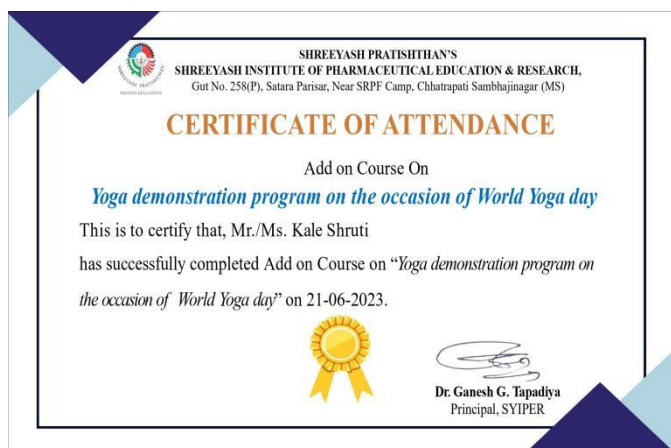 SHREEYASH PRATISHTHAN'S
SHREEYASH INSTITUTE OF PHARMACEUTICAL EDUCATION & RESEARCH,
Gut No. 258(P), Satara Parisar, Near SRPF Camp, Chhatrapati Sambhajinagar (MS)
CERTIFICATE OF ATTENDANCE
Add on Course On
Yoga demonstration program on the occasion of World Yoga day
This is to certify that, Mr./Ms. Kale Shruti
has successfully completed Add on Course on “Yoga demonstration program on
the occasion of World Yoga day” on 21-06-2023.
Dr. Ganesh G. Tapadiya
Principal, SYIPER